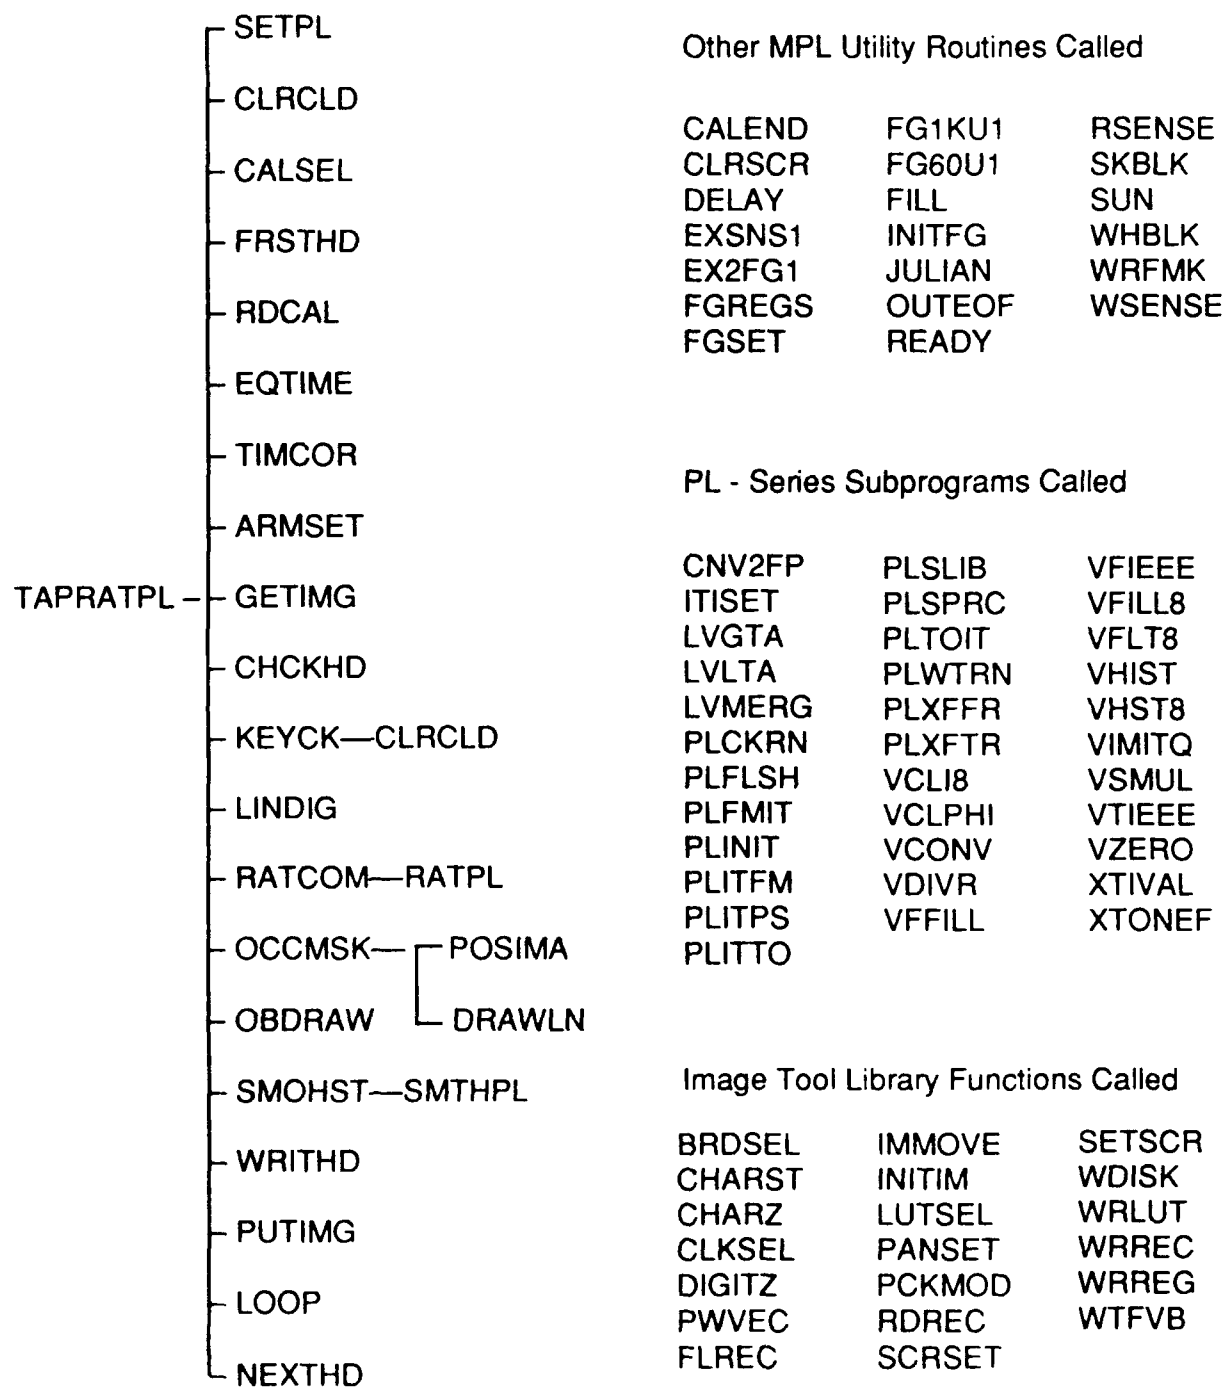 SETPL
CLRCLD
CALSEL
FRSTHD
RDCAL
EQTIME
TIMCOR
ARMSET
TAPRATPL GETIMG
CHCKHD
KEYCK—CLRCLD
LINDIG
RATCOM—RATPL
OCCMSK— POSIMA
OBDRAW DRAWLN
SMOHST—SMTHPL
WRITHD
PUTIMG
LOOP
NEXTHD
Other MPL Utility Routines Called
CALEND FG1KU1 RSENSE
CLRSCR FG60U1 SKBLK
DELAY FILL SUN
EXSNS1 INITFG WHBLK
EX2FG1 JULIAN WRFMK
FGREGS OUTEOF WSENSE
FGSET READY
PL - Series Subprograms Called
CNV2FP PLSLIB VFIEEE
ITISET PLSPRC VFILL8
LVGTA PLTOIT VFLT8
LVLTA PLWTRN VHIST
LVMERG PLXFFR VHST8
PLCKRN PLXFTR VIMITQ
PLFLSH VCLI8 VSMUL
PLFMIT VCLPHI VTIEEE
PLINIT VCONV VZERO
PLITFM VDIVR XTIVAL
PLITPS VFFILL XTONEF
PLITTO
Image Tool Library Functions Called
BRDSEL IMMOVE SETSCR
CHARST INITIM WDISK
CHARZ LUTSEL WRLUT
CLKSEL PANSET WRREC
DIGITZ PCKMOD WRREG
PWVEC RDREC WTFVB
FLREC SCRSET